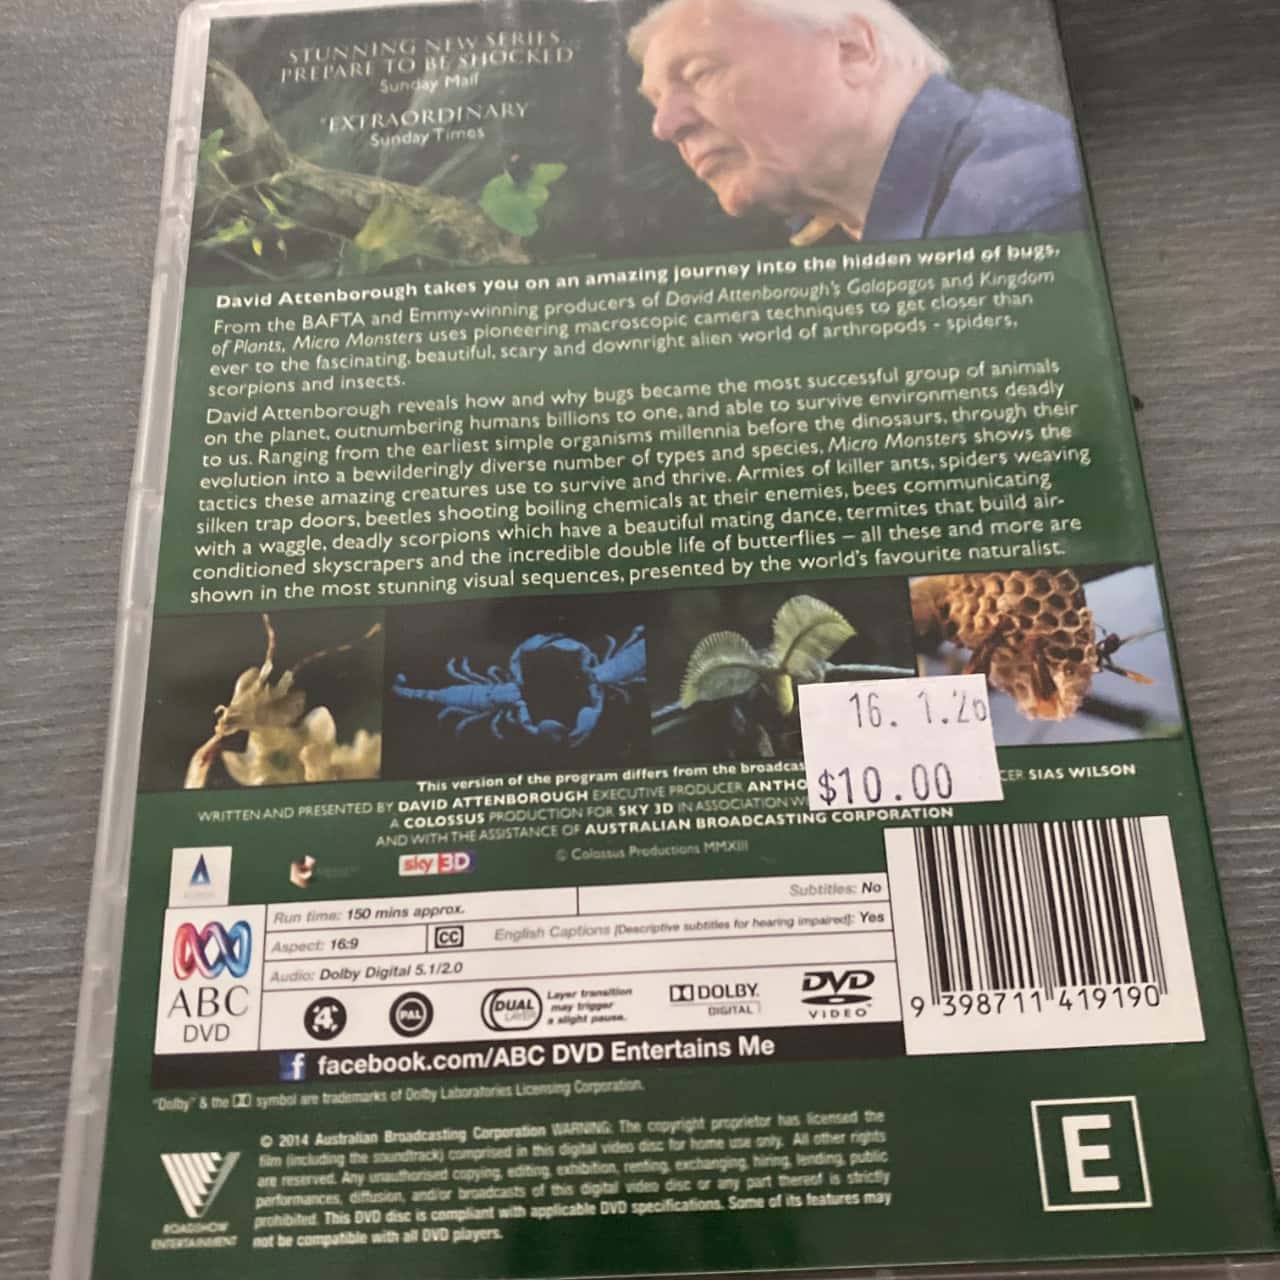 STUNNING NEW SERIES...
PREPARE TO BE SHOCKED
Sunday Mail
"EXTRAORDINARY
Sunday Times
David Attenborough takes you on an amazing journey into the hidden world of bugs.
From the BAFTA and Emmy-winning producers of David Attenborough's Galapagos and Kingdom
of Plants, Micro Monsters uses pioneering macroscopic camera techniques to get closer than
ever to the fascinating, beautiful, scary and downright alien world of arthropods - spiders,
scorpions and insects.
David Attenborough reveals how and why bugs became the most successful group of animals
on the planet, outnumbering humans billions to one, and able to survive environments deadly
to us. Ranging from the earliest simple organisms millennia before the dinosaurs, through their
evolution into a bewilderingly diverse number of types and species, Micro Monsters shows the
tactics these amazing creatures use to survive and thrive. Armies of killer ants, spiders weaving
silken trap doors, beetles shooting boiling chemicals at their enemies, bees communicating
with a waggle, deadly scorpions which have a beautiful mating dance, termites that build air-
conditioned skyscrapers and the incredible double life of butterflies – all these and more are
shown in the most stunning visual sequences, presented by the world's favourite naturalist.
16. 1.20
$10.00
This version of the program differs from the broadcas
WRITTEN AND PRESENTED BY DAVID ATTENBOROUGH EXECUTIVE PRODUCER ANTHO CER SIAS WILSON
A COLOSSUS PRODUCTION FOR SKY 3D IN ASSOCIATION WI
AND WITH THE ASSISTANCE OF AUSTRALIAN BROADCASTING CORPORATION
© Colossus Productions MMXIII
sky 3D
Run time: 150 mins approx.
Subtitles: No
Aspect: 16:9
CC
English Captions [Descriptive subtitles for hearing impaired]: Yes
Audio: Dolby Digital 5.1/2.0
ABC
DVD
4
PAL
DUAL
LAYER
Layer transition
may trigger
a slight pause.
DOLBY
DIGITAL
DVD
VIDEO
9 398711 419190
f facebook.com/ABC DVD Entertains Me
"Dolby" & the symbol are trademarks of Dolby Laboratories Licensing Corporation.
© 2014 Australian Broadcasting Corporation WARNING: The copyright proprietor has licensed the
film (including the soundtrack) comprised in this digital video disc for home use only. All other rights
are reserved. Any unauthorised copying, editing, exhibition, renting, exchanging, hiring, lending, public
performances, diffusion, and/or broadcasts of this digital video disc or any part thereof is strictly
prohibited. This DVD disc is compliant with applicable DVD specifications. Some of its features may
not be compatible with all DVD players.
ROADSHOW
ENTERTAINMENT
E